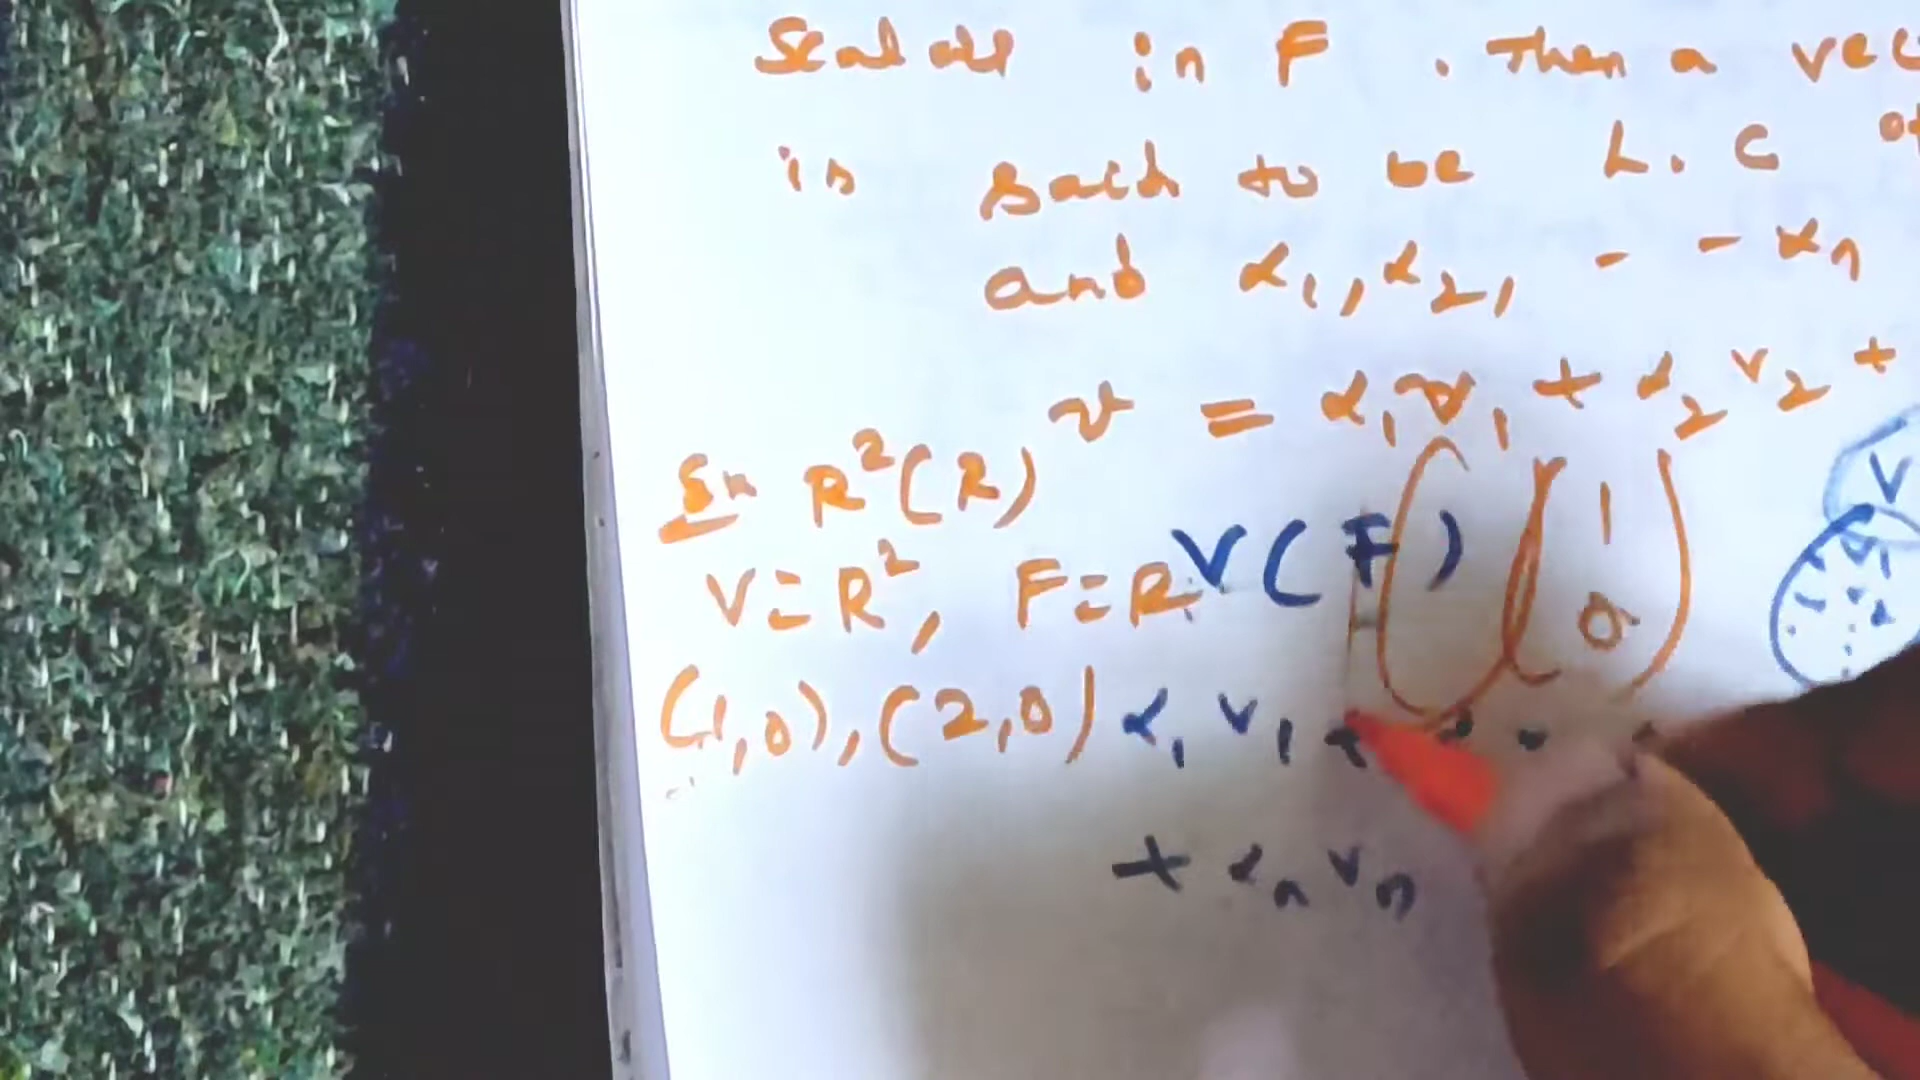 Scalars in F. Then a vec
is said to be L.C of
and α1, α2, - - αn
v = α1v1 + α2v2 +
Ex R²(R)
V=R², F=R V(F) ( 1 0 ) V
(1,0), (2,0) α1v1 + . .
+ αnvn